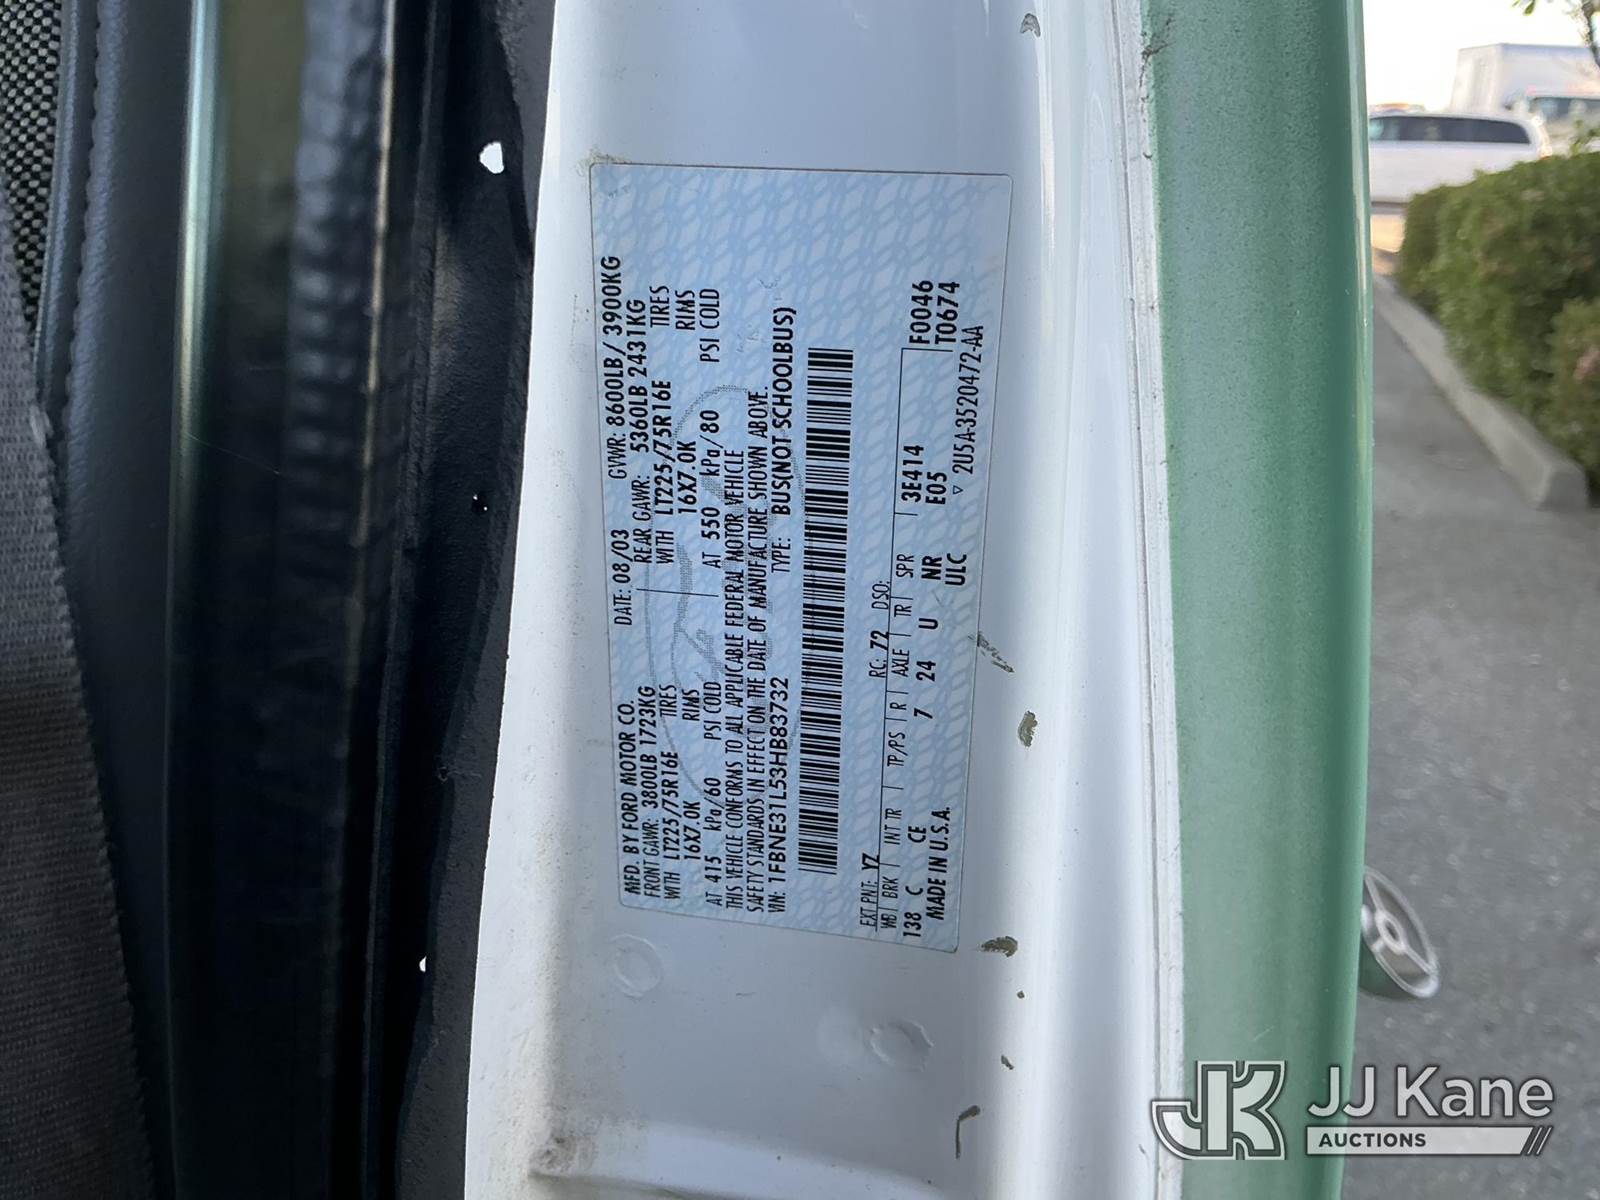 MFD. BY FORD MOTOR CO. DATE: 08/03 GVWR: 8600LB/ 3900KG
FRONT GAWR: 3800LB 1723KG REAR GAWR: 5360LB 2431KG
WITH LT225/75R16E TIRES WITH LT225/75R16E TIRES
16X7.0K RIMS 16X7.0K RIMS
AT 415 kPa/60 PSI COLD AT 550 kPa/80 PSI COLD
THIS VEHICLE CONFORMS TO ALL APPLICABLE FEDERAL MOTOR VEHICLE
SAFETY STANDARDS IN EFFECT ON THE DATE OF MANUFACTURE SHOWN ABOVE.
VIN: 1FBNE31L53HB83732 TYPE: BUS(NOT SCHOOLBUS)
EXT PNT: YZ RC: 72 DSO:
WB BRK INT TR TP/PS R AXLE TR SPR 3E414 F0046
138 C CE 7 24 U NR E05 T0674
MADE IN U.S.A. ULC ▽ 2U5A-3520472-AA
JK JJ Kane
AUCTIONS